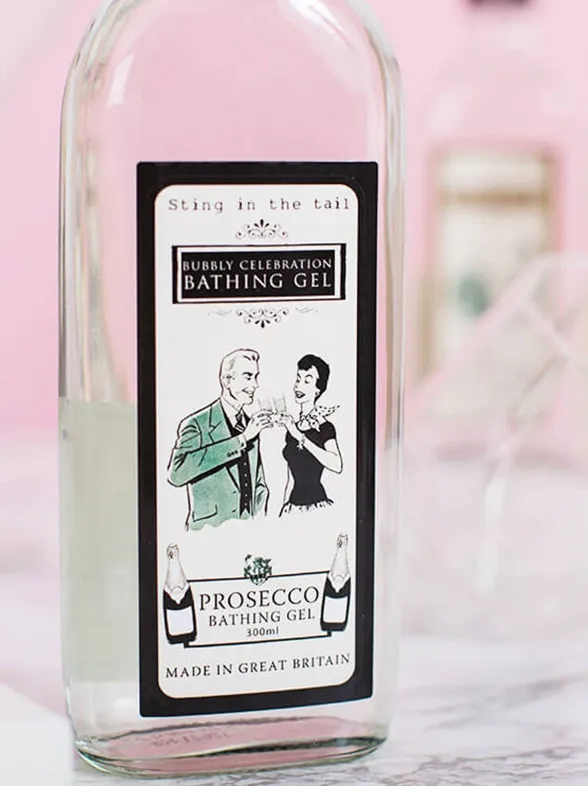 Sting in the tail
BUBBLY CELEBRATION
BATHING GEL
PROSECCO
BATHING GEL
300ml
MADE IN GREAT BRITAIN